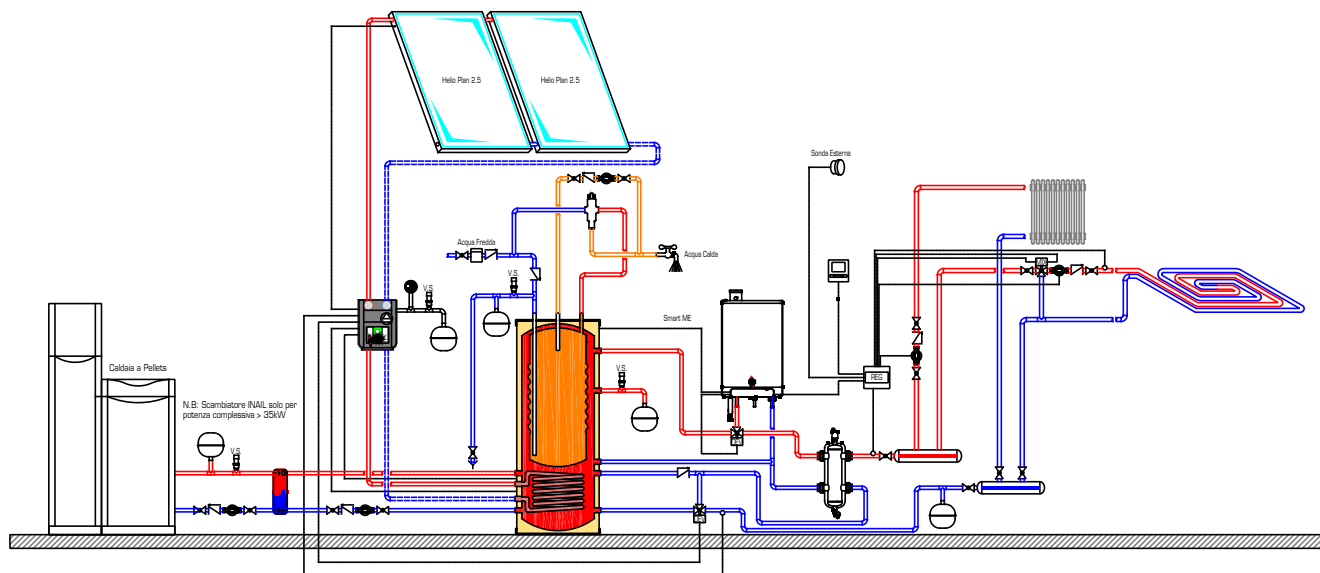 Helio Plan 2.5
Helio Plan 2.5
Sonda Esterna
Acqua Fredda
Acqua Calda
V.S.
V.S.
Smart ME
Caldaia a Pellets
V.S.
REG
N.B: Scambiatore INAIL solo per
potenza complessiva > 35kW
V.S.